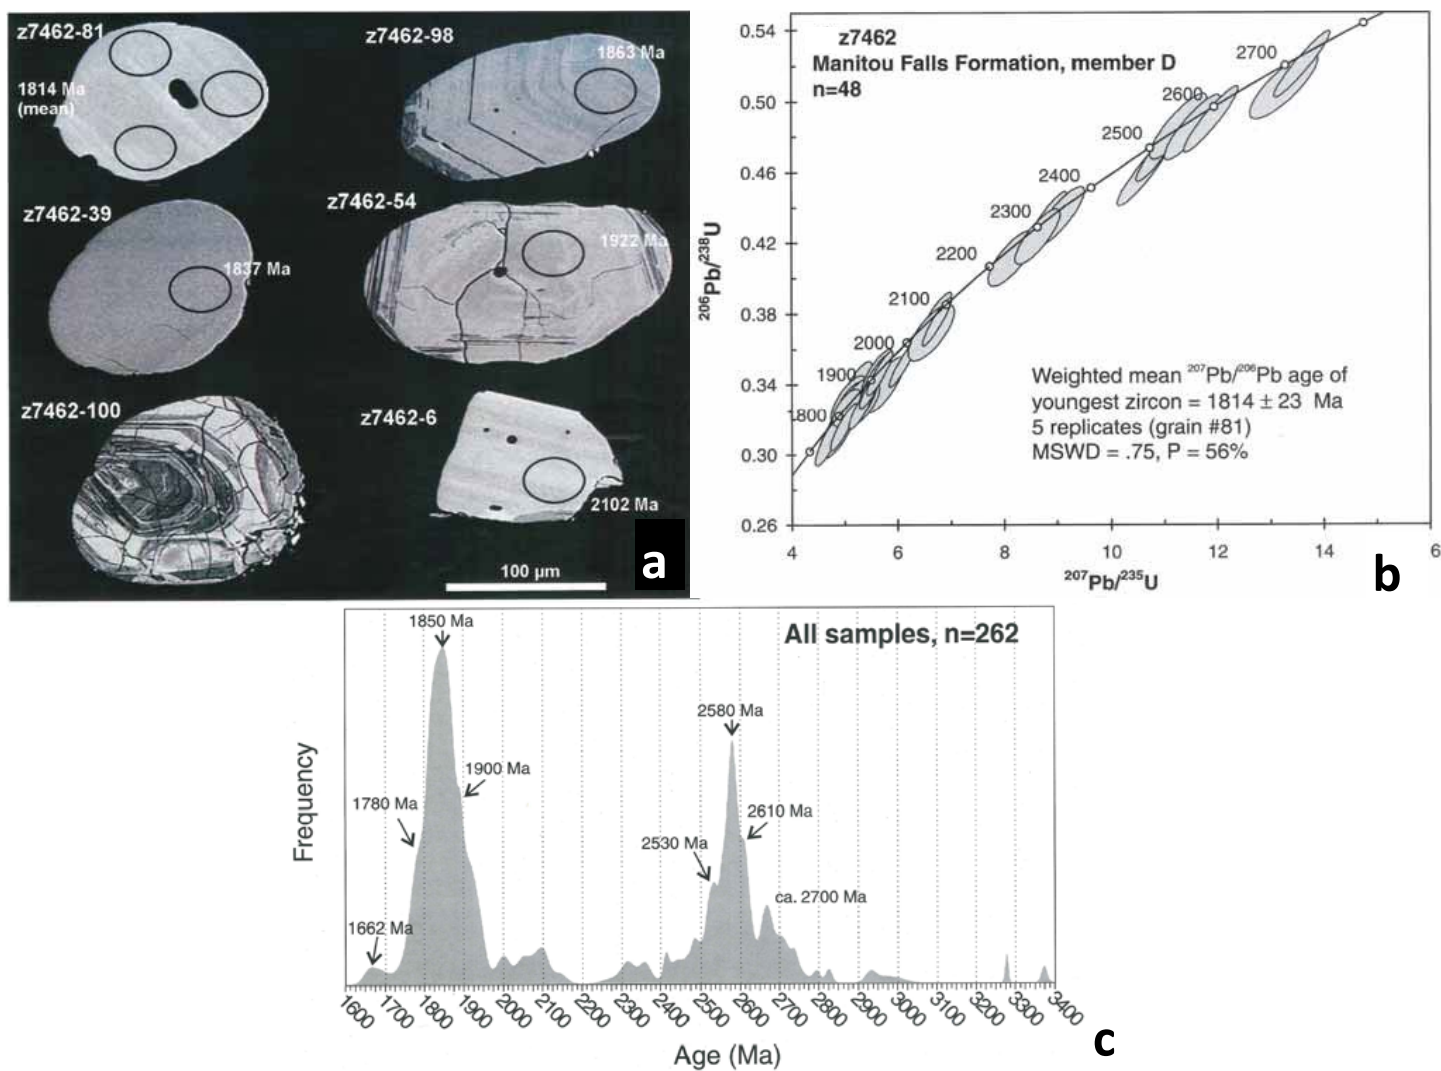 z7462-81
1814 Ma
(mean)
z7462-98
1863 Ma
z7462-39
1837 Ma
z7462-54
1922 Ma
z7462-100
z7462-6
2102 Ma
100 µm
a
z7462
Manitou Falls Formation, member D
n=48
206Pb/238U
0.54
0.50
0.46
0.42
0.38
0.34
0.30
0.26
2700
2600
2500
2400
2300
2200
2100
2000
1900
1800
Weighted mean 207Pb/206Pb age of
youngest zircon = 1814 ± 23 Ma
5 replicates (grain #81)
MSWD = .75, P = 56%
4 6 8 10 12 14 6
207Pb/235U
b
All samples, n=262
1850 Ma
1900 Ma
1780 Ma
1662 Ma
2580 Ma
2610 Ma
2530 Ma
ca. 2700 Ma
Frequency
1600 1700 1800 1900 2000 2100 2200 2300 2400 2500 2600 2700 2800 2900 3000 3100 3200 3300 3400
Age (Ma)
c